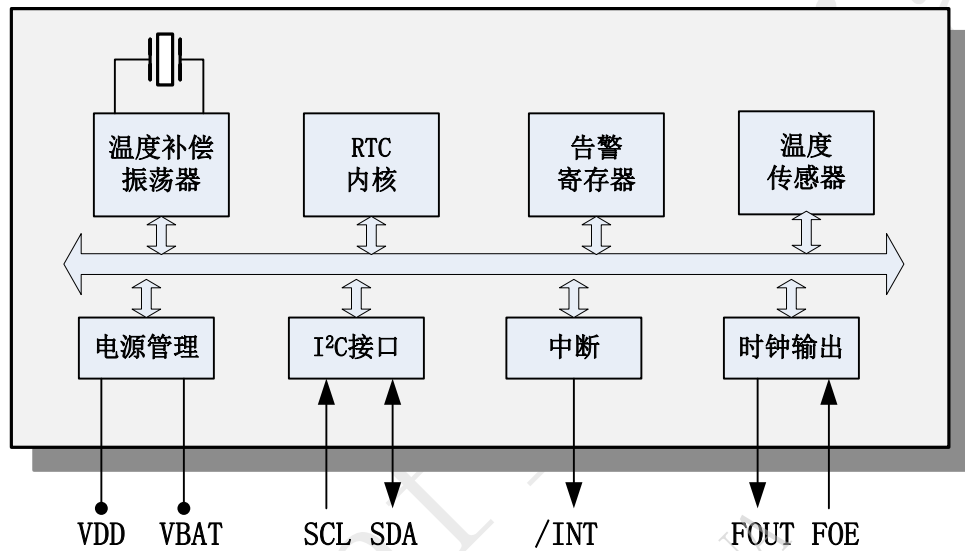 温度补偿
振荡器
RTC
内核
告警
寄存器
温度
传感器
电源管理
I²C接口
中断
时钟输出
VDD VBAT SCL SDA /INT FOUT FOE